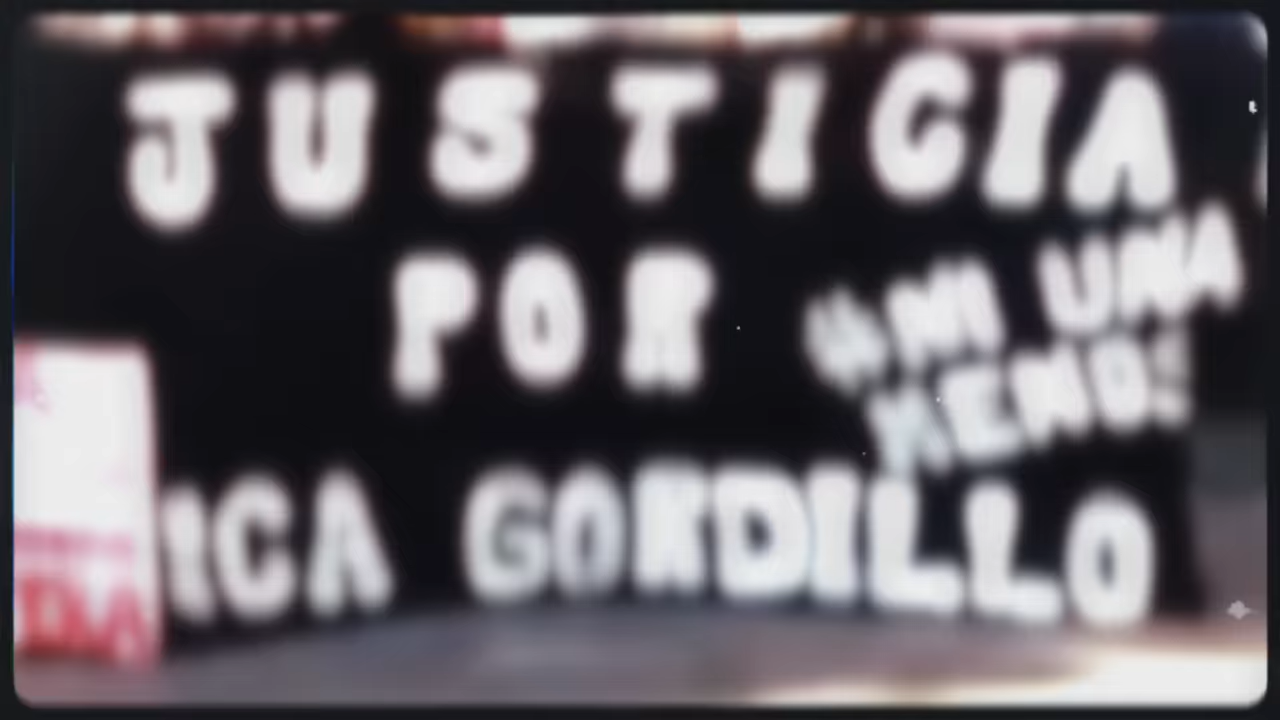 JUSTICIA
POR
#NI UNA
MENOS
ICA GORDILLO